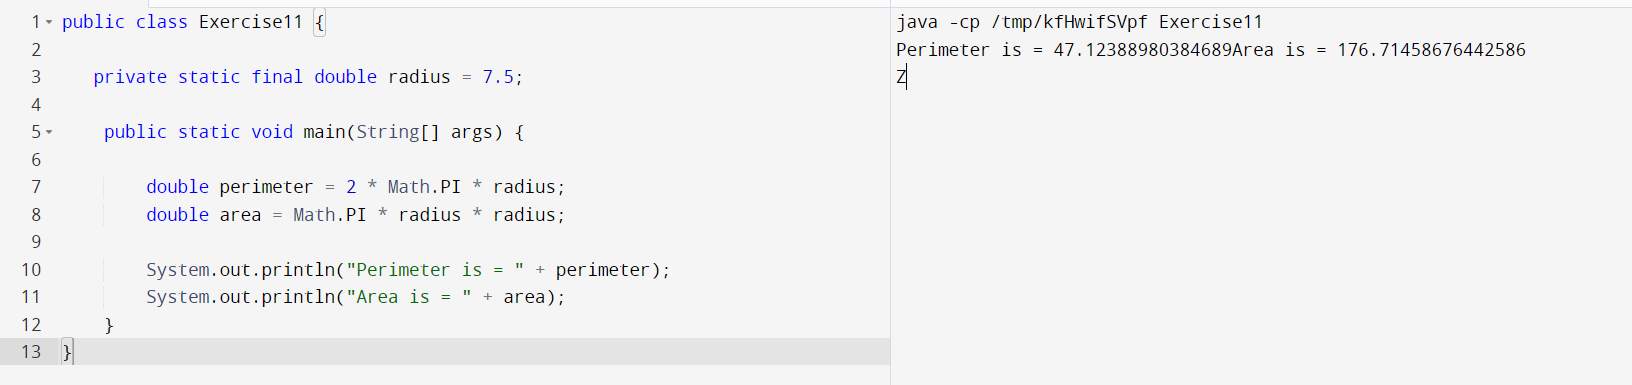 1 public class Exercise11 {
2
3 private static final double radius = 7.5;
4
5 public static void main(String[] args) {
6
7 double perimeter = 2 * Math.PI * radius;
8 double area = Math.PI * radius * radius;
9
10 System.out.println("Perimeter is = " + perimeter);
11 System.out.println("Area is = " + area);
12 }
13 }
java -cp /tmp/kfHwifSVpf Exercise11
Perimeter is = 47.12388980384689Area is = 176.71458676442586
Z